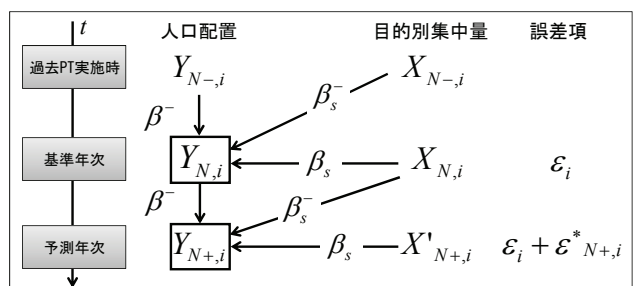 t 人口配置 目的別集中量 誤差項
過去PT実施時 Y_{N-,i} X_{N-,i}
β^- β_s^-
基準年次 Y_{N,i} β_s X_{N,i} ε_i
β^- β_s^-
予測年次 Y_{N+,i} β_s X'_{N+,i} ε_i + ε^*_{N+,i}